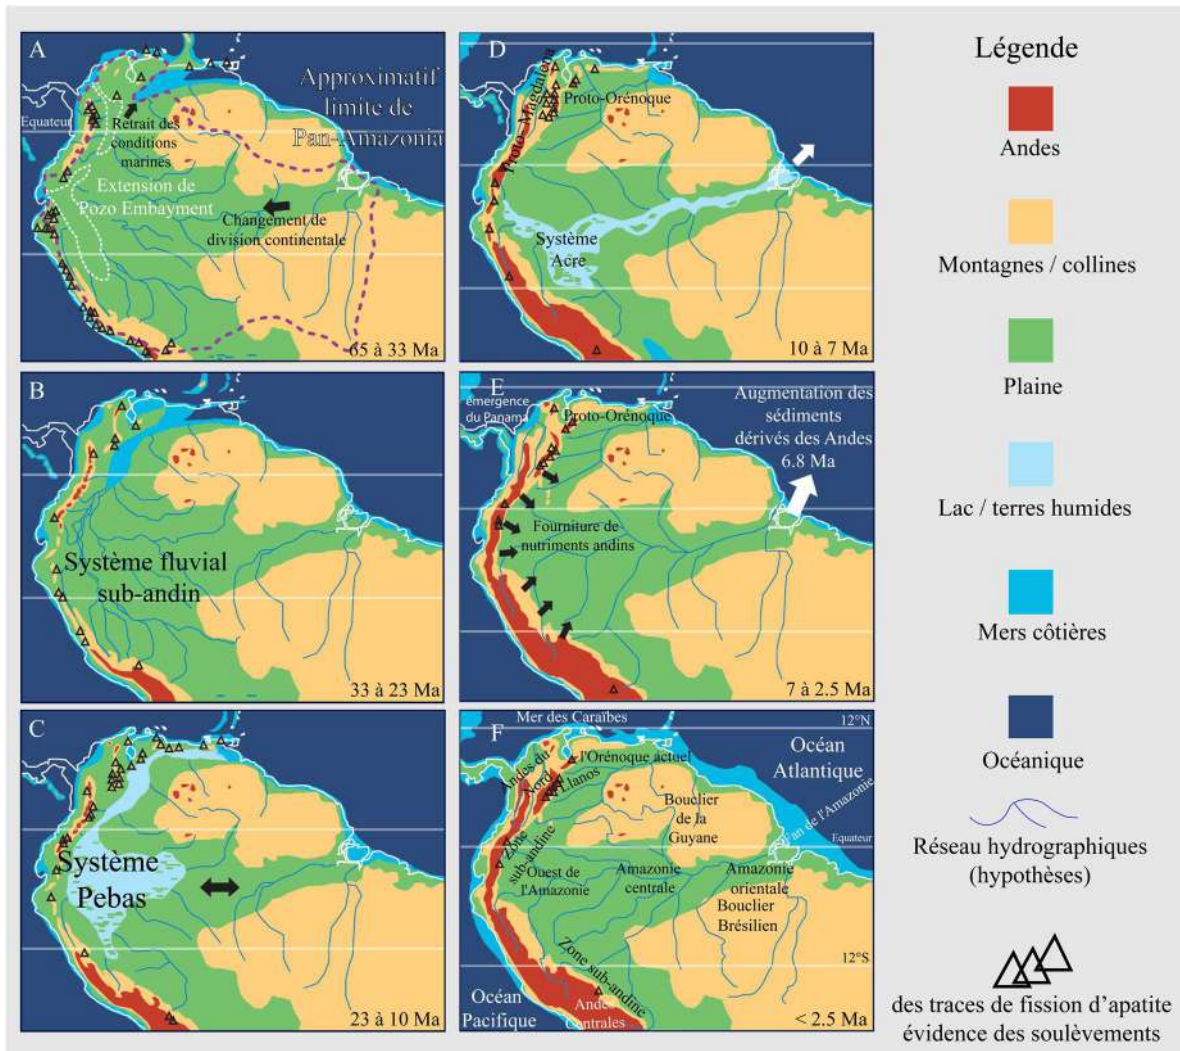 A
Approximatif
limite de
Pan-Amazonia
Equateur
Retrait des
conditions
marines
Extension de
Pozo Embayment
Changement de
division continentale
65 à 33 Ma
B
Système fluvial
sub-andin
33 à 23 Ma
C
Système
Pebas
23 à 10 Ma
D
Proto-Magdalena
Proto-Orénoque
Système
Acre
10 à 7 Ma
E
émergence
du Panama
Proto-Orénoque
Augmentation des
sédiments
dérivés des Andes
6.8 Ma
Fourniture de
nutriments andins
7 à 2.5 Ma
F
Mer des Caraïbes
12°N
Océan
Atlantique
Andes du
Nord
Llanos
l'Orénoque actuel
Bouclier
de la
Guyane
Fan de l'Amazonie
Equateur
Zone
sub-andine
Ouest de
l'Amazonie
Amazonie
centrale
Amazonie
orientale
Bouclier
Brésilien
Zone sub-andine
12°S
Océan
Pacifique
Andes
Centrales
< 2.5 Ma
Légende
Andes
Montagnes / collines
Plaine
Lac / terres humides
Mers côtières
Océanique
Réseau hydrographiques
(hypothèses)
des traces de fission d'apatite
évidence des soulèvements